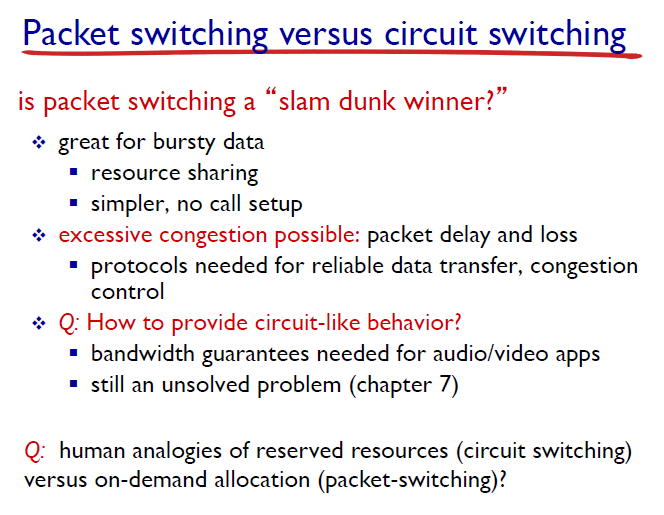 Packet switching versus circuit switching
is packet switching a “slam dunk winner?”
❖ great for bursty data
▪ resource sharing
▪ simpler, no call setup
❖ excessive congestion possible: packet delay and loss
▪ protocols needed for reliable data transfer, congestion
control
❖ Q: How to provide circuit-like behavior?
▪ bandwidth guarantees needed for audio/video apps
▪ still an unsolved problem (chapter 7)
Q: human analogies of reserved resources (circuit switching)
versus on-demand allocation (packet-switching)?